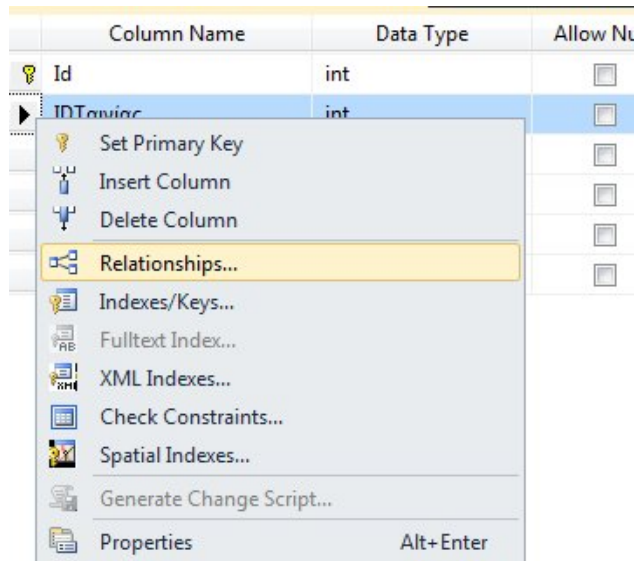 Column Name Data Type Allow Nu
Id int
IDΤαινίας int
Set Primary Key
Insert Column
Delete Column
Relationships...
Indexes/Keys...
Fulltext Index...
XML Indexes...
Check Constraints...
Spatial Indexes...
Generate Change Script...
Properties Alt+Enter